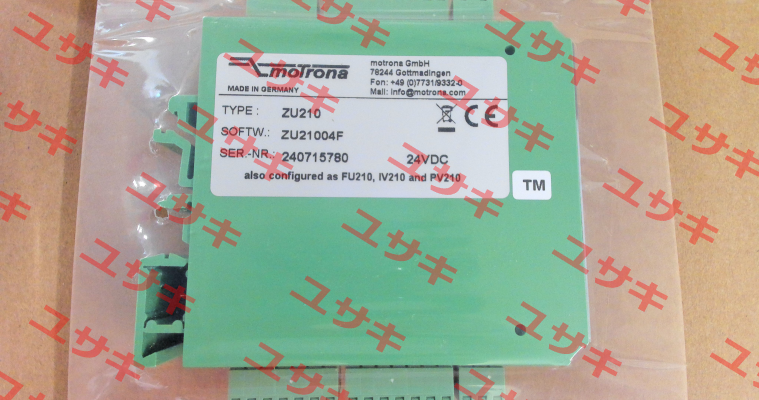 motrona
motrona GmbH
78244 Gottmadingen
Fon: +49 (0)7731/9332-0
Mail: info@motrona.com
MADE IN GERMANY
TYPE : ZU210
SOFTW.: ZU21004F
CE
SER.-NR.: 240715780 24VDC
also configured as FU210, IV210 and PV210
TM
ユサキ